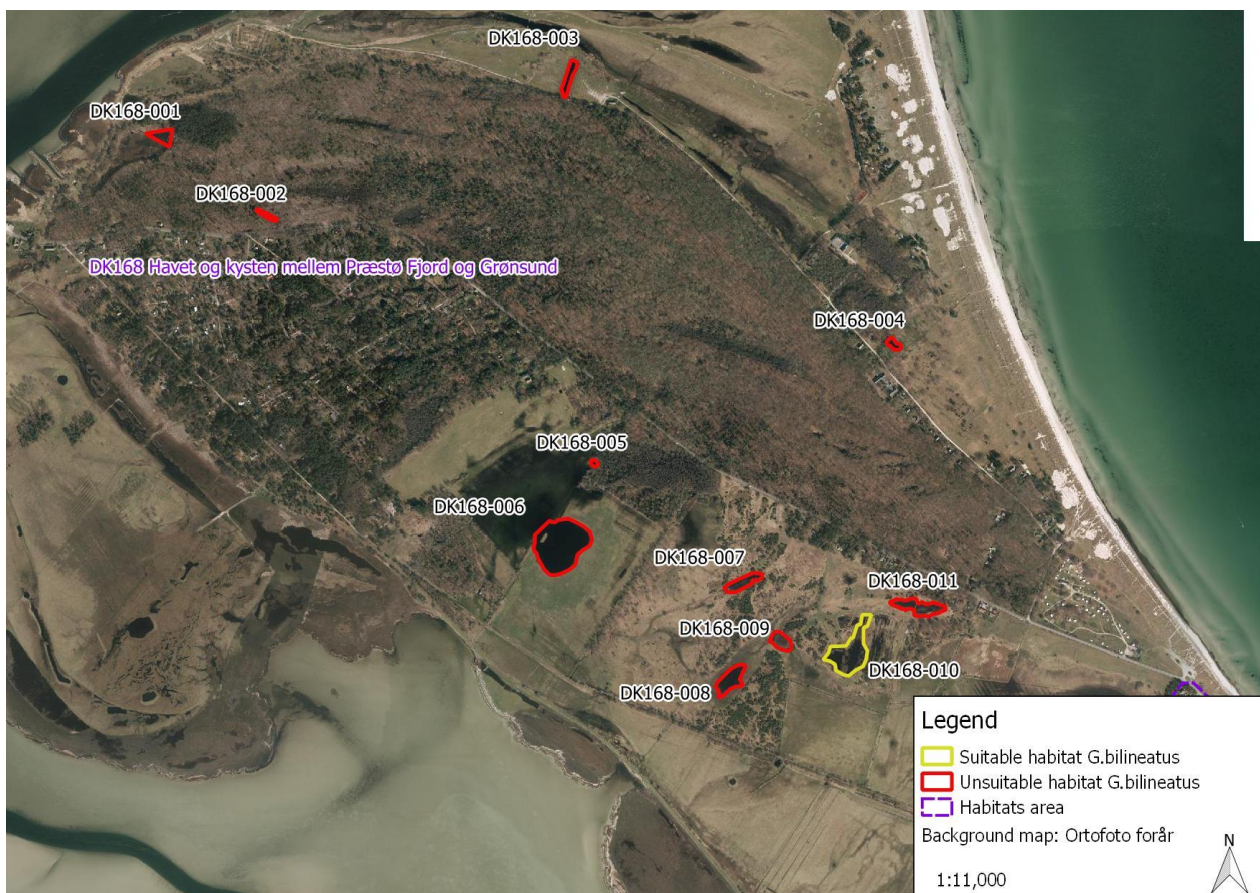 DK168-003
DK168-001
DK168-002
DK168 Havet og kysten mellem Præstø Fjord og Grønsund
DK168-004
DK168-005
DK168-006
DK168-007
DK168-011
DK168-009
DK168-010
DK168-008
Legend
Suitable habitat G.bilineatus
Unsuitable habitat G.bilineatus
Habitats area
Background map: Ortofoto forår
N
1:11,000